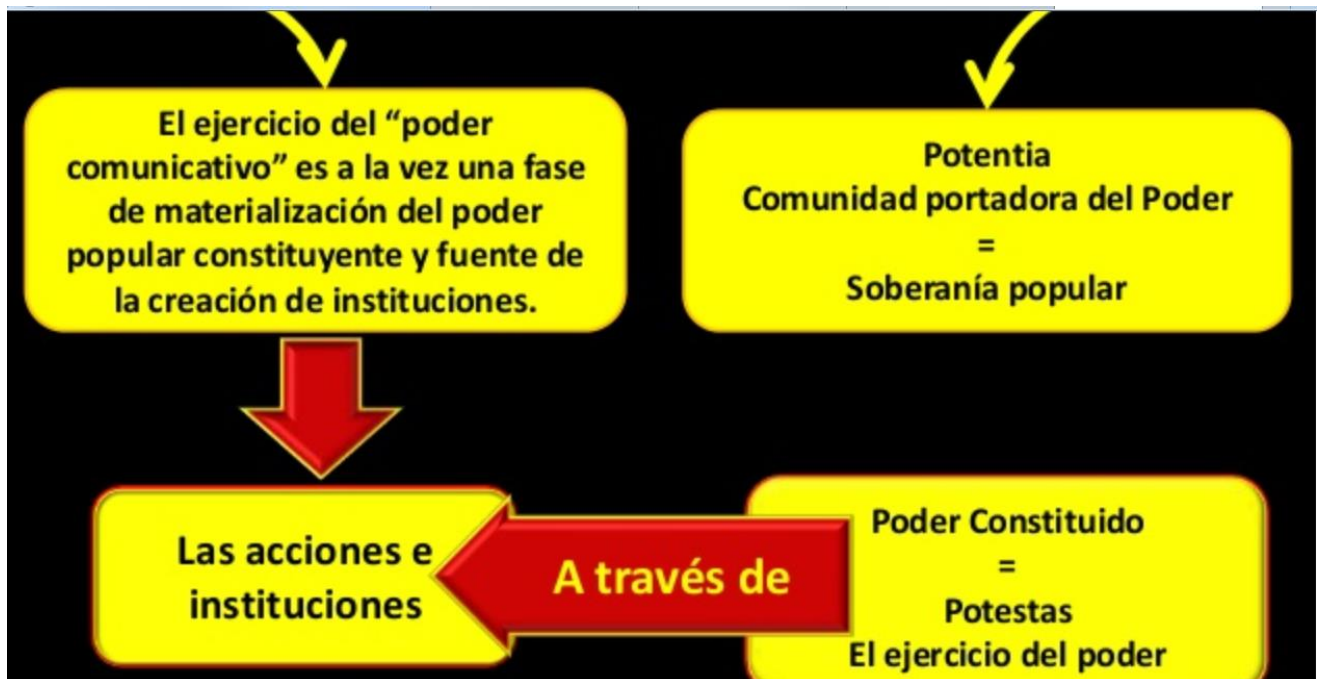 El ejercicio del “poder
comunicativo” es a la vez una fase
de materialización del poder
popular constituyente y fuente de
la creación de instituciones.
Potentia
Comunidad portadora del Poder
=
Soberanía popular
Las acciones e
instituciones
A través de
Poder Constituido
=
Potestas
El ejercicio del poder